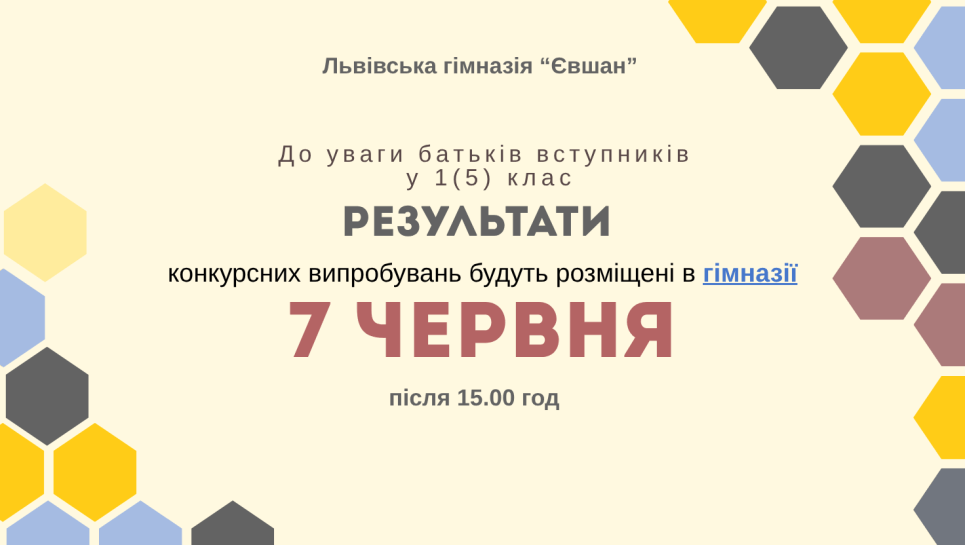 Львівська гімназія “Євшан”
До уваги батьків вступників
у 1(5) клас
РЕЗУЛЬТАТИ
конкурсних випробувань будуть розміщені в гімназії
7 ЧЕРВНЯ
після 15.00 год